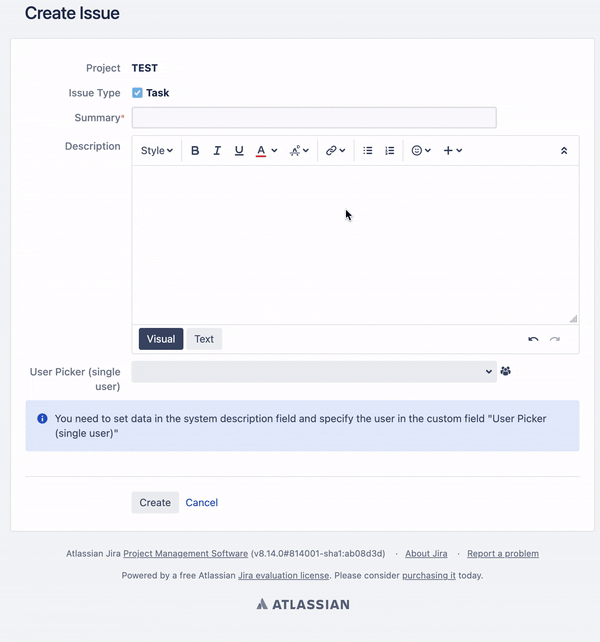 Create Issue
Project TEST
Issue Type Task
Summary*
Description
Style B I U A
Visual Text
User Picker (single
user)
You need to set data in the system description field and specify the user in the custom field "User Picker
(single user)"
Create Cancel
Atlassian Jira Project Management Software (v8.14.0#814001-sha1:ab08d3d) · About Jira · Report a problem
Powered by a free Atlassian Jira evaluation license. Please consider purchasing it today.
ATLASSIAN